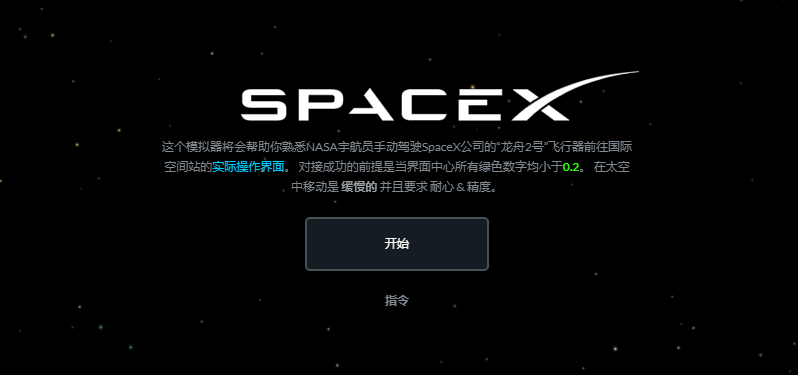 SPACEX
这个模拟器将会帮助你熟悉NASA宇航员手动驾驶SpaceX公司的“龙舟2号”飞行器前往国际
空间站的实际操作界面。 对接成功的前提是当界面中心所有绿色数字均小于0.2。 在太空
中移动是 缓慢的 并且要求 耐心 & 精度。
开始
指令